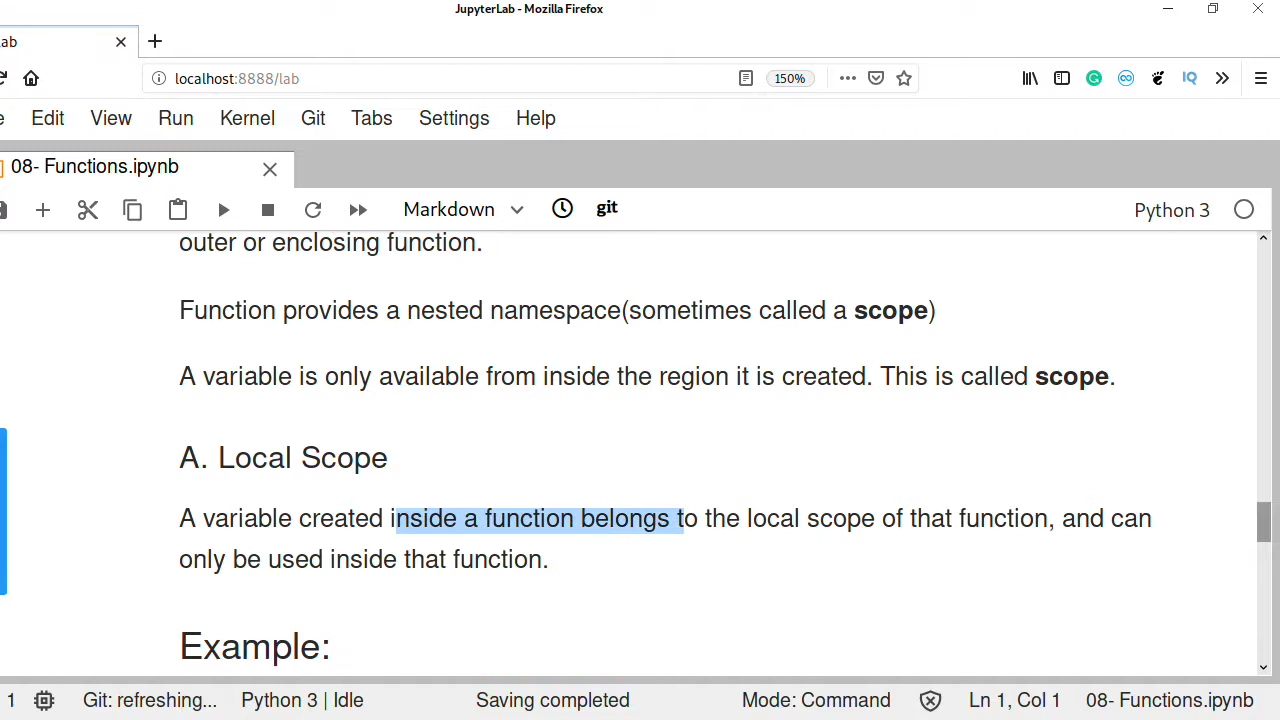 JupyterLab - Mozilla Firefox
ab
localhost:8888/lab
150%
IQ
e Edit View Run Kernel Git Tabs Settings Help
08- Functions.ipynb
Markdown
git
Python 3
outer or enclosing function.
Function provides a nested namespace(sometimes called a scope)
A variable is only available from inside the region it is created. This is called scope.
A. Local Scope
A variable created inside a function belongs to the local scope of that function, and can
only be used inside that function.
Example:
1 Git: refreshing... Python 3 | Idle Saving completed Mode: Command Ln 1, Col 1 08- Functions.ipynb